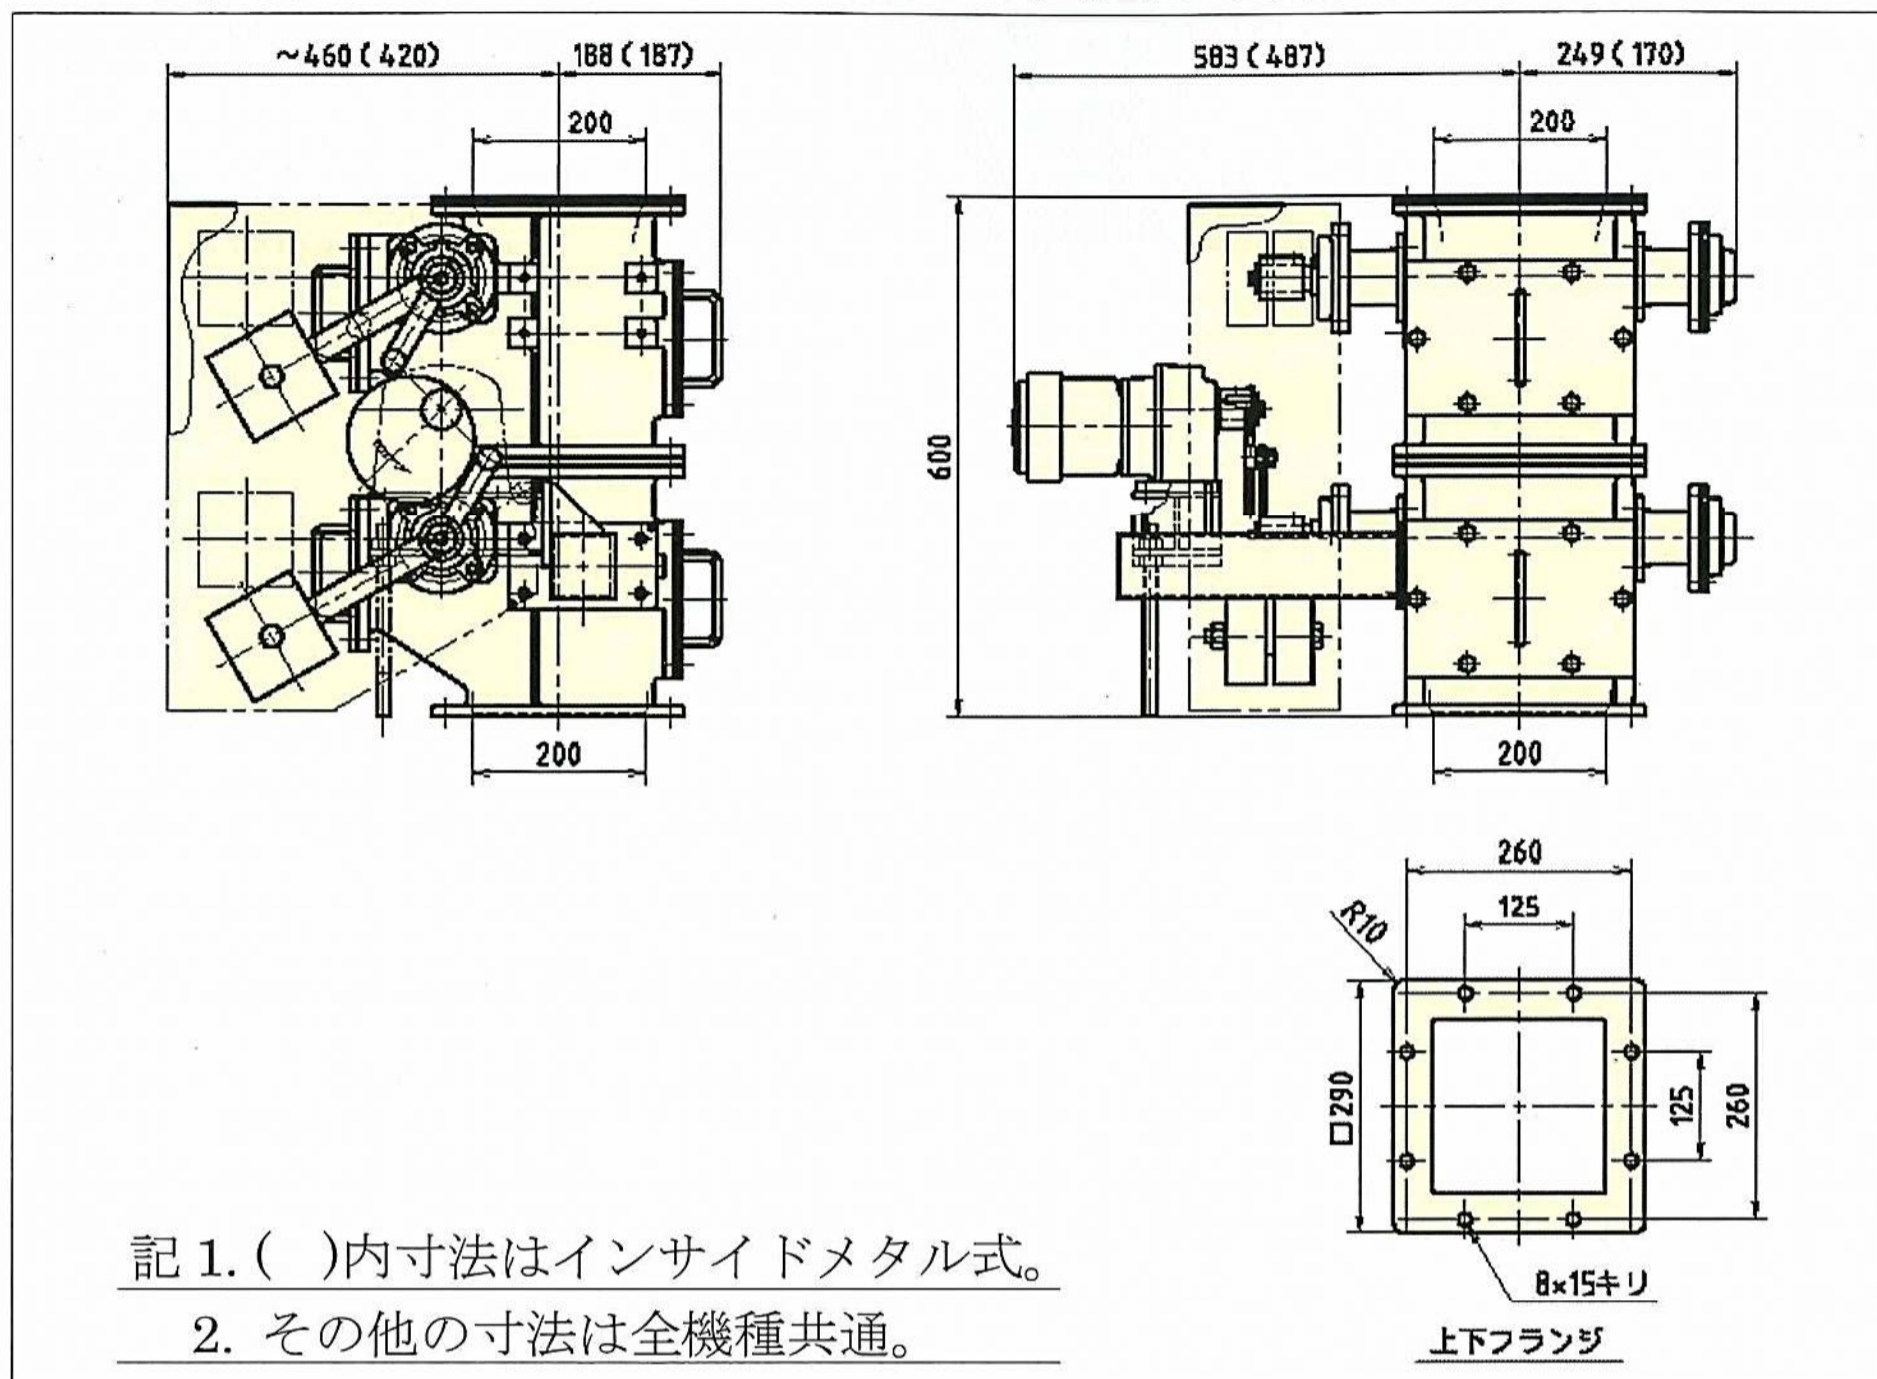 ~460(420)
188(187)
583(487)
249(170)
200
200
600
200
200
260
125
R10
□290
125
260
8×15キリ
上下フランジ
記1.(  )内寸法はインサイドメタル式。
2. その他の寸法は全機種共通。